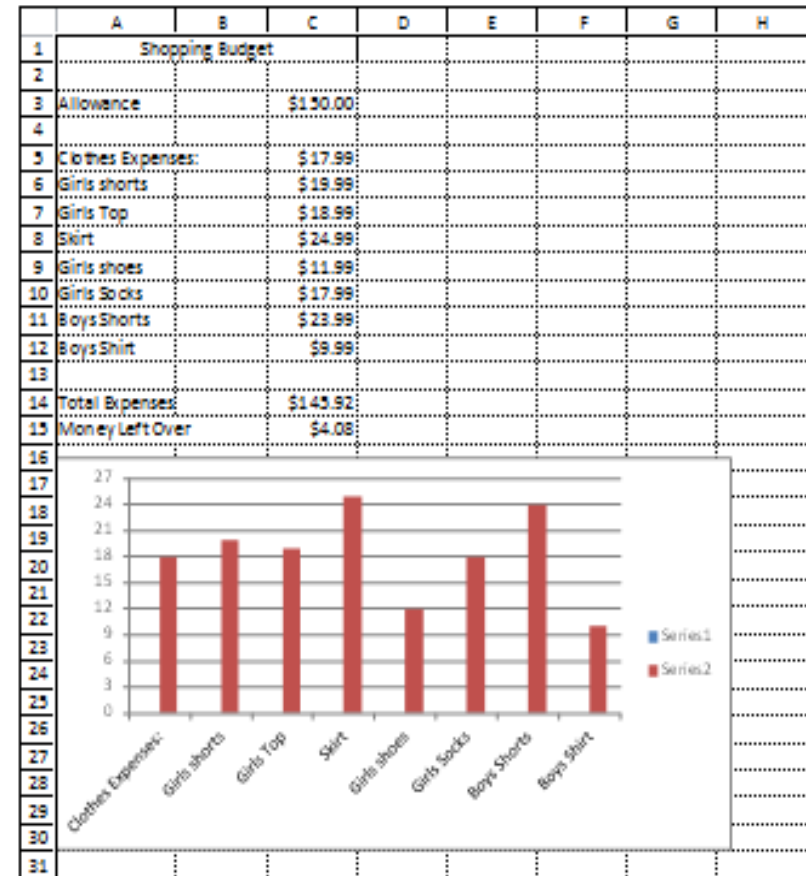 A B C D E F G H
1 Shopping Budget
2
3 Allowance $150.00
4
5 Clothes Expenses: $17.99
6 Girls shorts $19.99
7 Girls Top $18.99
8 Skirt $24.99
9 Girls shoes $11.99
10 Girls Socks $17.99
11 Boys Shorts $23.99
12 Boys Shirt $9.99
13
14 Total Expenses $145.92
15 Money Left Over $4.08
16
17
18
19
20
21
22
23
24
25
26
27
28
29
30
31
27
24
21
18
15
12
9
6
3
0
Clothes Expenses: Girls shorts Girls Top Skirt Girls shoes Girls Socks Boys Shorts Boys Shirt
Series1
Series2